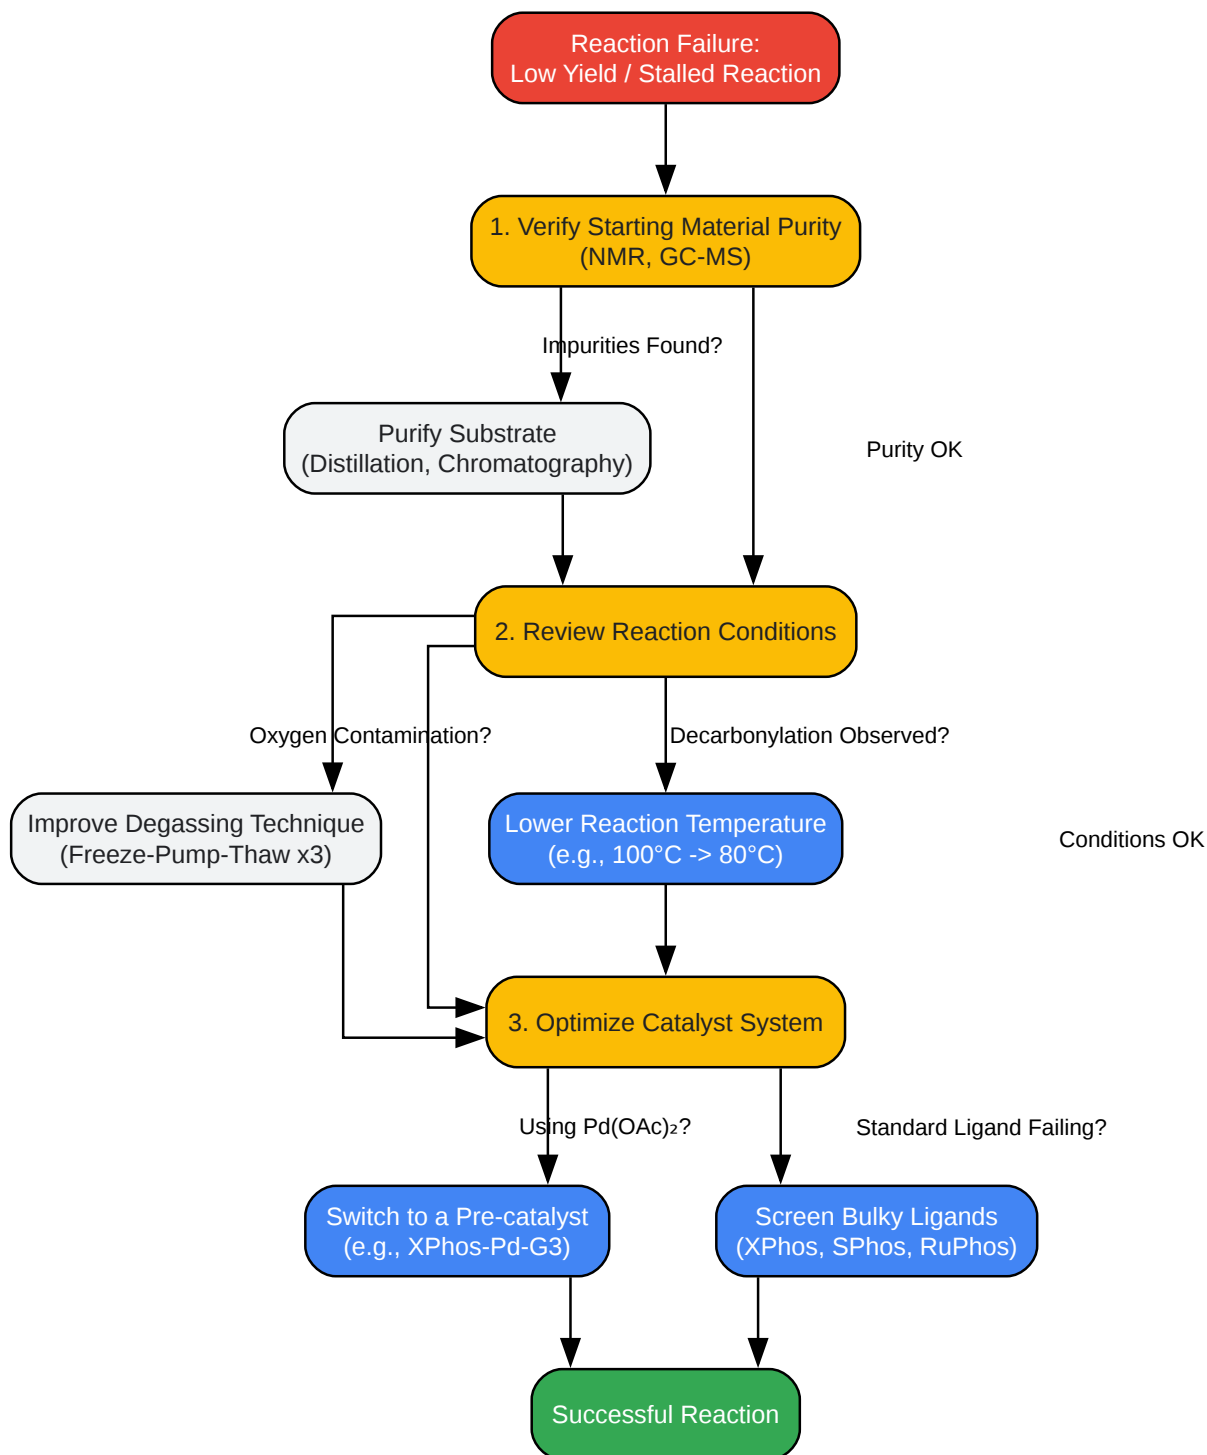 Reaction Failure:
Low Yield / Stalled Reaction
1. Verify Starting Material Purity
(NMR, GC-MS)
Impurities Found?
Purify Substrate
(Distillation, Chromatography)
Purity OK
2. Review Reaction Conditions
Oxygen Contamination?
Decarbonylation Observed?
Improve Degassing Technique
(Freeze-Pump-Thaw x3)
Lower Reaction Temperature
(e.g., 100°C -> 80°C)
Conditions OK
3. Optimize Catalyst System
Using Pd(OAc)₂?
Standard Ligand Failing?
Switch to a Pre-catalyst
(e.g., XPhos-Pd-G3)
Screen Bulky Ligands
(XPhos, SPhos, RuPhos)
Successful Reaction